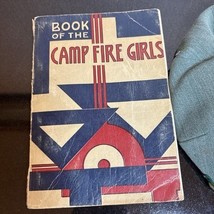 BOOK
OF THE
CAMP FIRE GIRLS